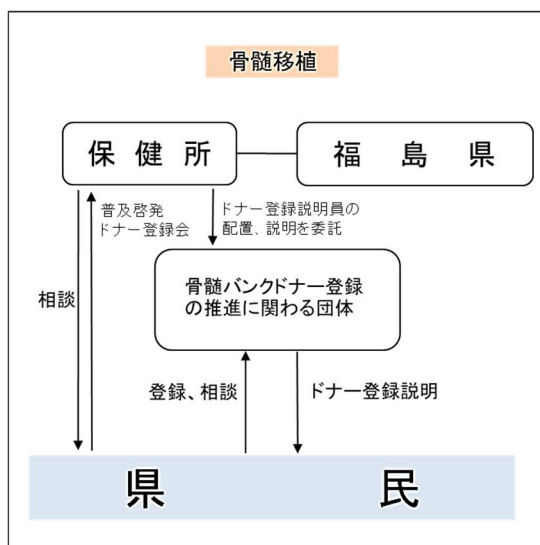 骨髄移植
保健所
福島県
普及啓発
ドナー登録会
ドナー登録説明員の
配置、説明を委託
相談
骨髄バンクドナー登録
の推進に関わる団体
登録、相談
ドナー登録説明
県民